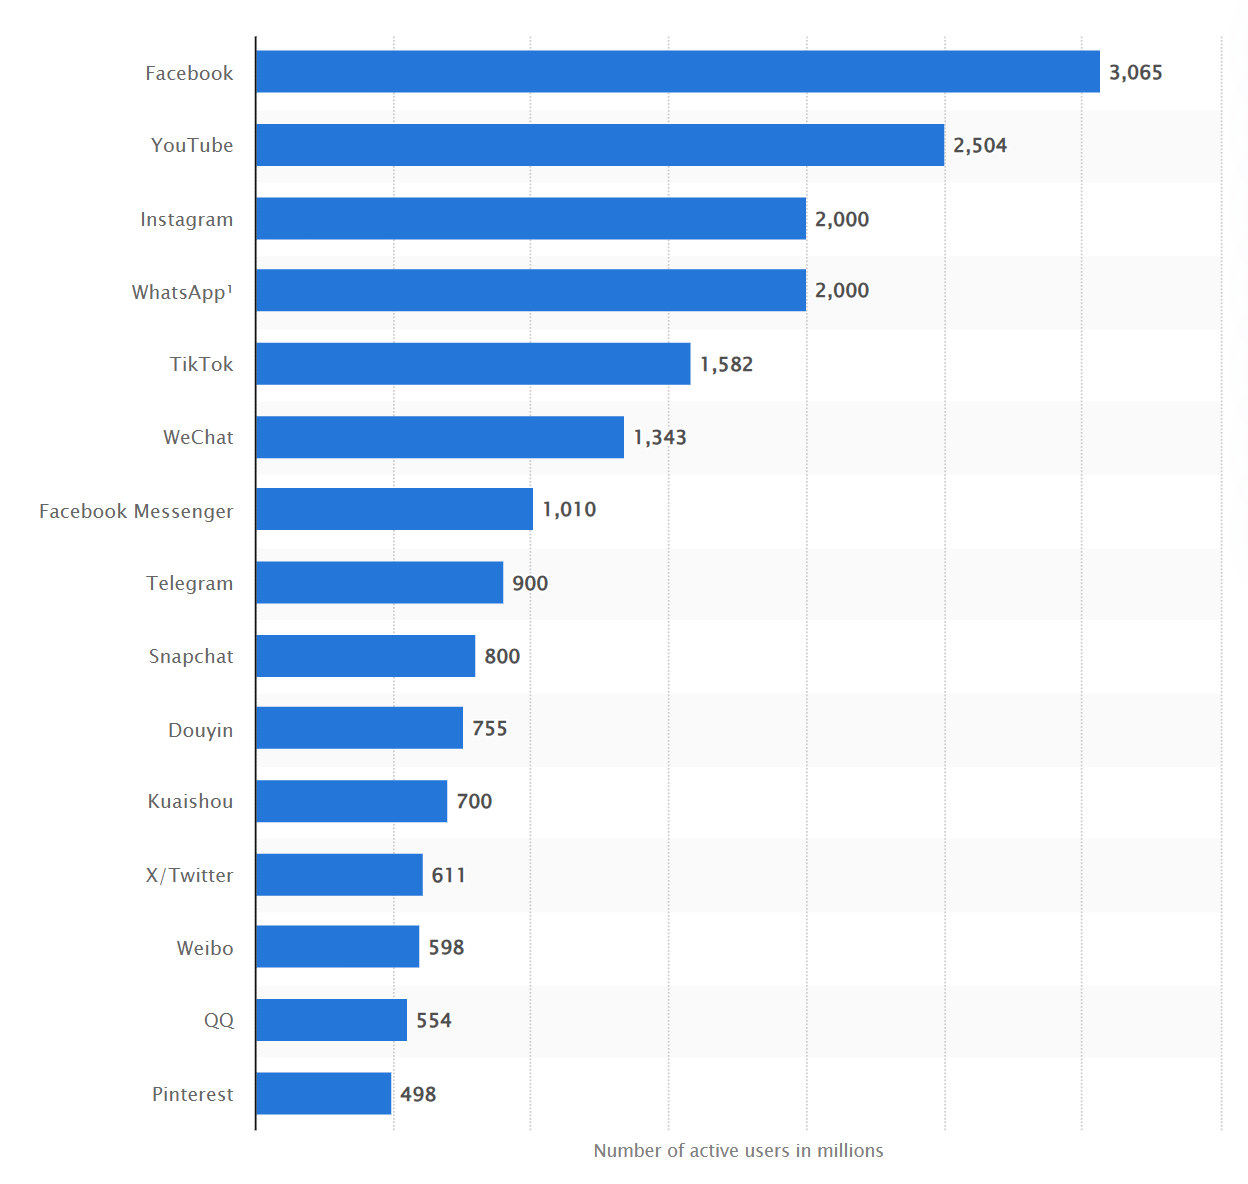 Facebook 3,065
YouTube 2,504
Instagram 2,000
WhatsApp¹ 2,000
TikTok 1,582
WeChat 1,343
Facebook Messenger 1,010
Telegram 900
Snapchat 800
Douyin 755
Kuaishou 700
X/Twitter 611
Weibo 598
QQ 554
Pinterest 498
Number of active users in millions